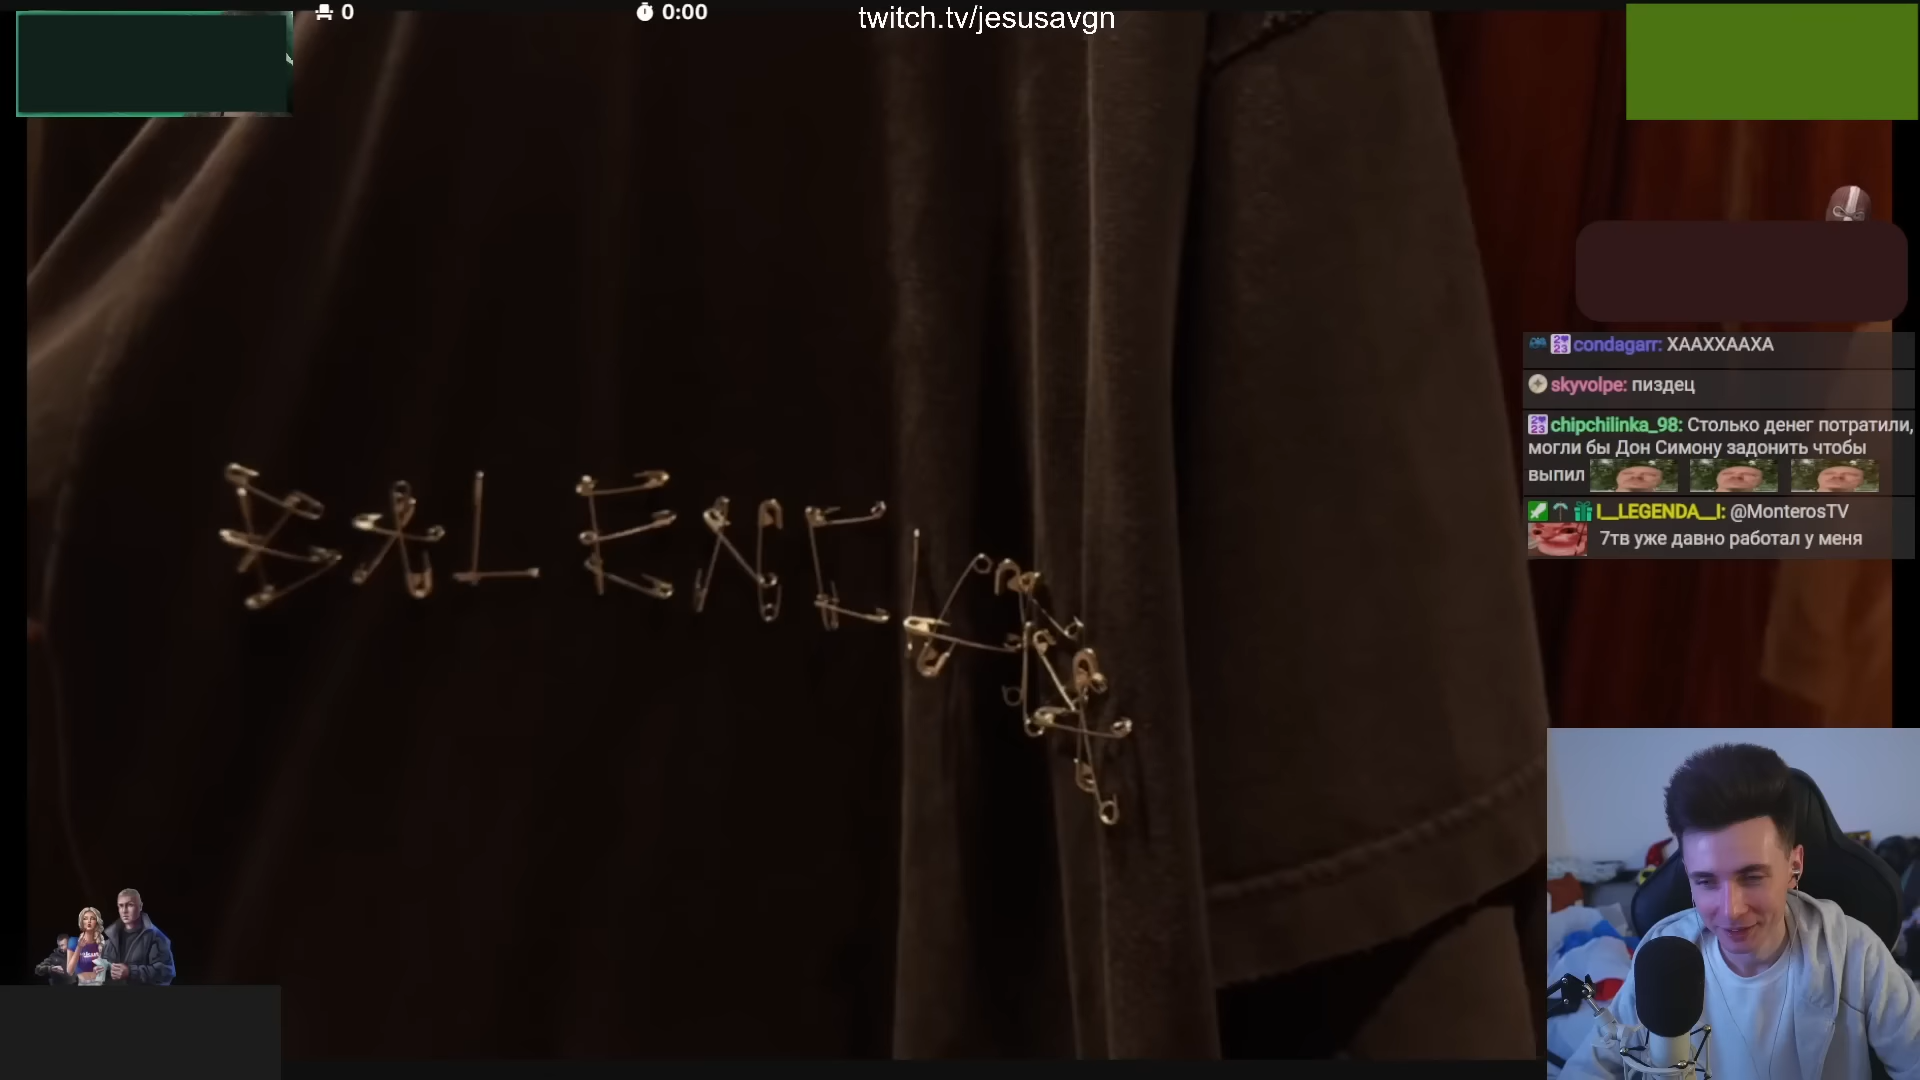 0
0:00
twitch.tv/jesusavgn
condagarr: ХААХХААХА
skyvolpe: пиздец
chipchilinka_98: Столько денег потратили,
могли бы Дон Симону задонить чтобы
выпил
I__LEGENDA__I: @MonterosTV
7тв уже давно работал у меня
BALENCIAGA